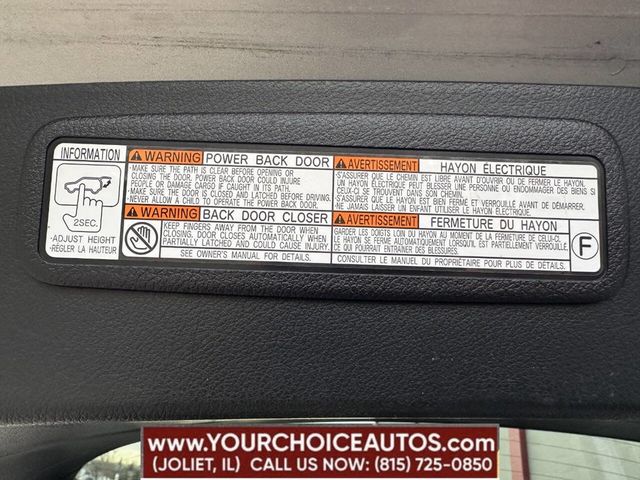 INFORMATION
2SEC.
·ADJUST HEIGHT
·RÉGLER LA HAUTEUR
WARNING POWER BACK DOOR
·MAKE SURE THE PATH IS CLEAR BEFORE OPENING OR
CLOSING THE DOOR. POWER BACK DOOR COULD INJURE
PEOPLE OR DAMAGE CARGO IF CAUGHT IN ITS PATH.
·MAKE SURE THE DOOR IS CLOSED AND LATCHED BEFORE DRIVING.
·NEVER ALLOW A CHILD TO OPERATE THE POWER BACK DOOR.
WARNING BACK DOOR CLOSER
KEEP FINGERS AWAY FROM THE DOOR WHEN
CLOSING. DOOR CLOSES AUTOMATICALLY WHEN
PARTIALLY LATCHED AND COULD CAUSE INJURY.
SEE OWNER'S MANUAL FOR DETAILS.
AVERTISSEMENT HAYON ÉLECTRIQUE
·S'ASSURER QUE LE CHEMIN EST LIBRE AVANT D'OUVRIR OU DE FERMER LE HAYON.
UN HAYON ÉLECTRIQUE PEUT BLESSER UNE PERSONNE OU ENDOMMAGER DES BIENS SI
CEUX-CI SE TROUVENT DANS SON CHEMIN.
·S'ASSURER QUE LE HAYON EST BIEN FERMÉ ET VERROUILLÉ AVANT DE DÉMARRER.
·NE JAMAIS LAISSER UN ENFANT UTILISER LE HAYON ÉLECTRIQUE.
AVERTISSEMENT FERMETURE DU HAYON
GARDER LES DOIGTS LOIN DU HAYON AU MOMENT DE LA FERMETURE DE CELUI-CI.
LE HAYON SE FERME AUTOMATIQUEMENT LORSQU'IL EST PARTIELLEMENT VERROUILLÉ,
CE QUI POURRAIT ENTRAÎNER DES BLESSURES.
CONSULTER LE MANUEL DU PROPRIÉTAIRE POUR PLUS DE DÉTAILS.
F
WWW.YOURCHOICEAUTOS.COM
(JOLIET, IL) CALL US NOW: (815) 725-0850